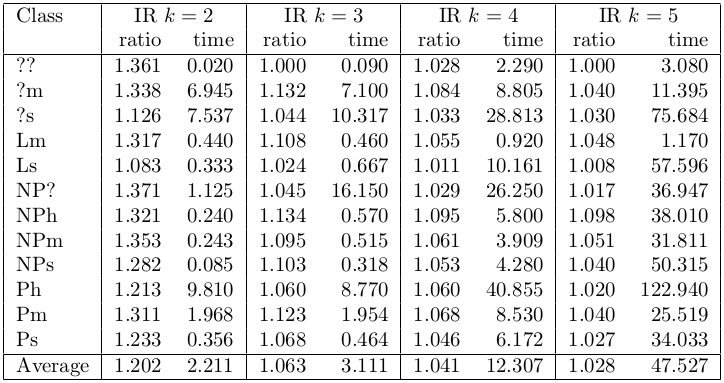 Class IR k = 2 IR k = 3 IR k = 4 IR k = 5
ratio time ratio time ratio time ratio time
?? 1.361 0.020 1.000 0.090 1.028 2.290 1.000 3.080
?m 1.338 6.945 1.132 7.100 1.084 8.805 1.040 11.395
?s 1.126 7.537 1.044 10.317 1.033 28.813 1.030 75.684
Lm 1.317 0.440 1.108 0.460 1.055 0.920 1.048 1.170
Ls 1.083 0.333 1.024 0.667 1.011 10.161 1.008 57.596
NP? 1.371 1.125 1.045 16.150 1.029 26.250 1.017 36.947
NPh 1.321 0.240 1.134 0.570 1.095 5.800 1.098 38.010
NPm 1.353 0.243 1.095 0.515 1.061 3.909 1.051 31.811
NPs 1.282 0.085 1.103 0.318 1.053 4.280 1.040 50.315
Ph 1.213 9.810 1.060 8.770 1.060 40.855 1.020 122.940
Pm 1.311 1.968 1.123 1.954 1.068 8.530 1.040 25.519
Ps 1.233 0.356 1.068 0.464 1.046 6.172 1.027 34.033
Average 1.202 2.211 1.063 3.111 1.041 12.307 1.028 47.527